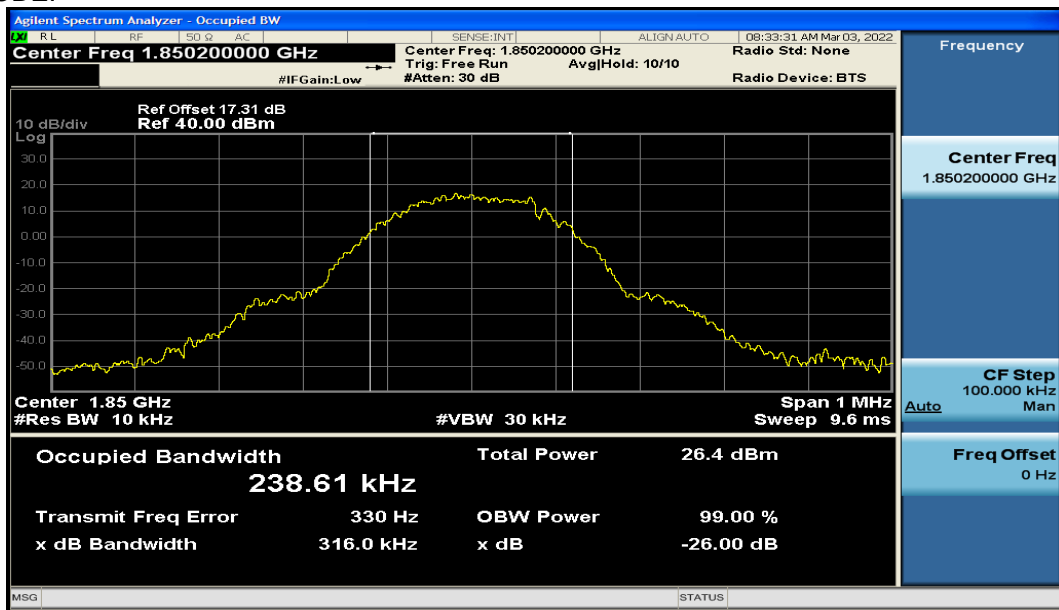 Agilent Spectrum Analyzer - Occupied BW
LXI RL RF 50 Ω AC SENSE:INT ALIGN AUTO 08:33:31 AM Mar 03, 2022
Center Freq 1.850200000 GHz Center Freq: 1.850200000 GHz Radio Std: None
Trig: Free Run Avg|Hold: 10/10
#IFGain:Low #Atten: 30 dB Radio Device: BTS
Ref Offset 17.31 dB
10 dB/div Ref 40.00 dBm
Log
30.0
20.0
10.0
0.00
-10.0
-20.0
-30.0
-40.0
-50.0
Center 1.85 GHz Span 1 MHz
#Res BW 10 kHz #VBW 30 kHz Sweep 9.6 ms
Occupied Bandwidth Total Power 26.4 dBm
238.61 kHz
Transmit Freq Error 330 Hz OBW Power 99.00 %
x dB Bandwidth 316.0 kHz x dB -26.00 dB
MSG STATUS
Frequency
Center Freq
1.850200000 GHz
CF Step
100.000 kHz
Auto Man
Freq Offset
0 Hz